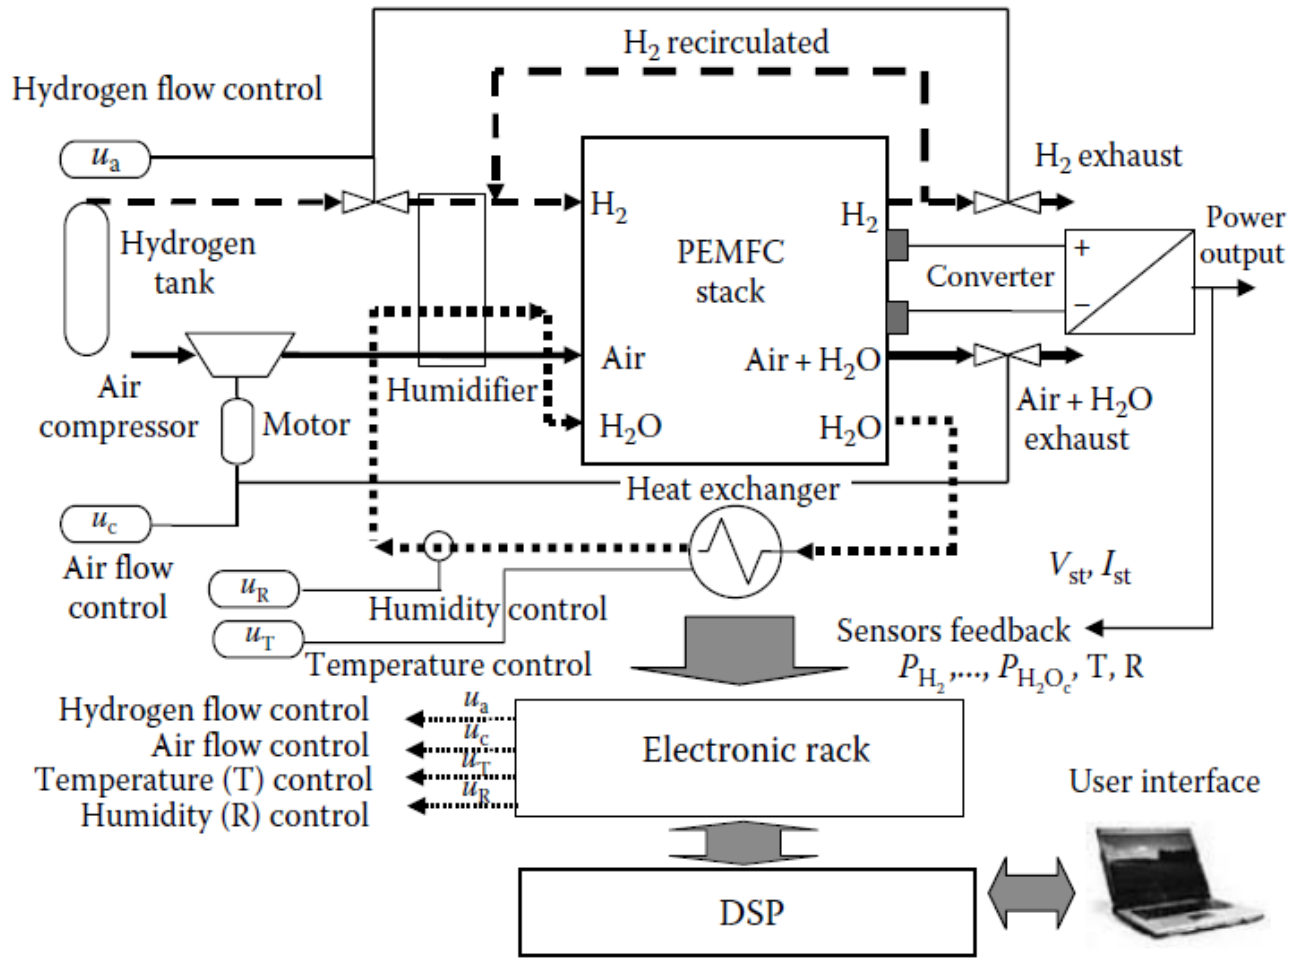 H2 recirculated
Hydrogen flow control
ua
H2 exhaust
H2
H2
Power
output
Hydrogen
tank
PEMFC
stack
Converter
+
−
Air
Air + H2O
Air
compressor
Humidifier
Motor
H2O
H2O
Air + H2O
exhaust
Heat exchanger
uc
Air flow
control
uR
Humidity control
Vst, Ist
uT
Sensors feedback
Temperature control
PH2,..., PH2Oc, T, R
Hydrogen flow control
ua
Air flow control
uc
Electronic rack
Temperature (T) control
uT
Humidity (R) control
uR
User interface
DSP